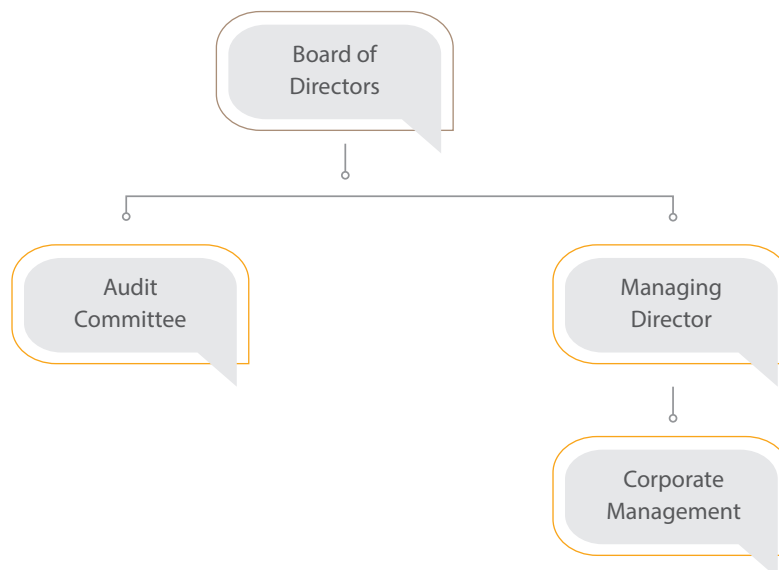 Board of
Directors
Audit
Committee
Managing
Director
Corporate
Management